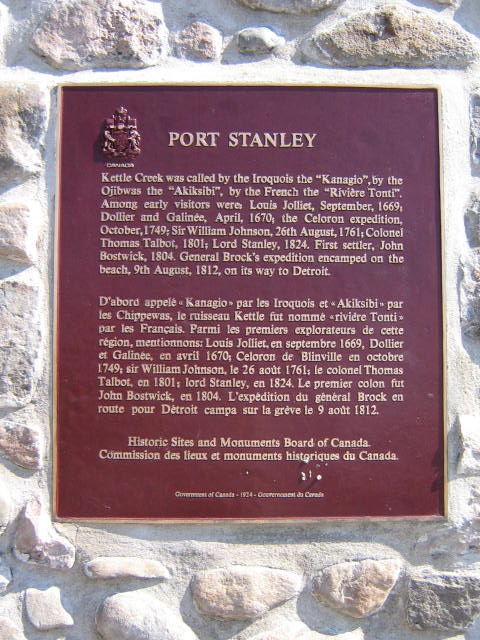 CANADA
PORT STANLEY
Kettle Creek was called by the Iroquois the "Kanagio", by the
Ojibwas the "Akiksibi", by the French the "Rivière Tonti".
Among early visitors were: Louis Jolliet, September, 1669;
Dollier and Galinée, April, 1670; the Celoron expedition,
October, 1749; Sir William Johnson, 26th August, 1761; Colonel
Thomas Talbot, 1801; Lord Stanley, 1824. First settler, John
Bostwick, 1804. General Brock's expedition encamped on the
beach, 9th August, 1812, on its way to Detroit.
D'abord appelé «Kanagio» par les Iroquois et «Akiksibi» par
les Chippewas, le ruisseau Kettle fut nommé «rivière Tonti»
par les Français. Parmi les premiers explorateurs de cette
région, mentionnons: Louis Jolliet, en septembre 1669, Dollier
et Galinée, en avril 1670; Celoron de Blinville en octobre
1749; sir William Johnson, le 26 août 1761; le colonel Thomas
Talbot, en 1801; lord Stanley, en 1824. Le premier colon fut
John Bostwick, en 1804. L'expédition du général Brock en
route pour Détroit campa sur la grève le 9 août 1812.
Historic Sites and Monuments Board of Canada.
Commission des lieux et monuments historiques du Canada.
Government of Canada - 1924 - Gouvernement du Canada